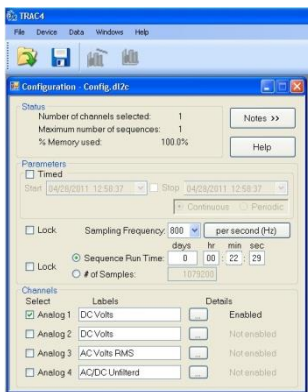 TRAC4
File Device Data Windows Help
Configuration - Config.dl2c
Status
Number of channels selected: 1
Maximum number of sequences: 1
% Memory used: 100.0%
Notes >>
Help
Parameters
Timed
Start 04/28/2011 12:58:37 Stop 04/28/2011 12:58:37
Continuous Periodic
Lock Sampling Frequency: 800 per second (Hz)
days hr min sec
Lock Sequence Run Time: 0 00 : 22 : 29
# of Samples: 1079200
Channels
Select Labels Details
Analog 1 DC Volts ... Enabled
Analog 2 DC Volts ... Not enabled
Analog 3 AC Volts RMS ... Not enabled
Analog 4 AC/DC Unfilterd ... Not enabled